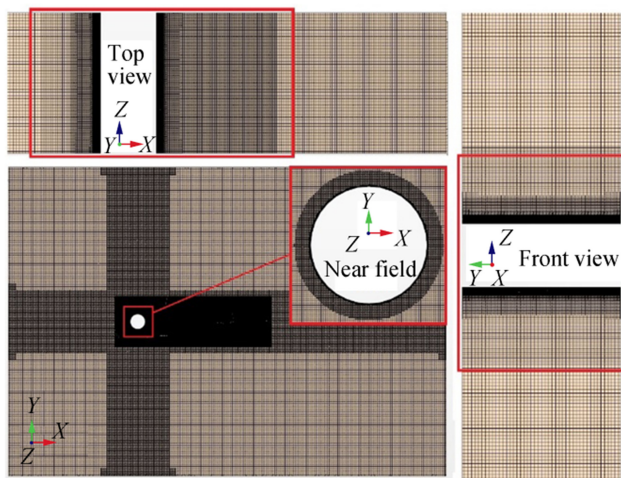 Top
view
Z
Y X
Y
Z X
Near field
Z
Y X
Front view
Y
Z X